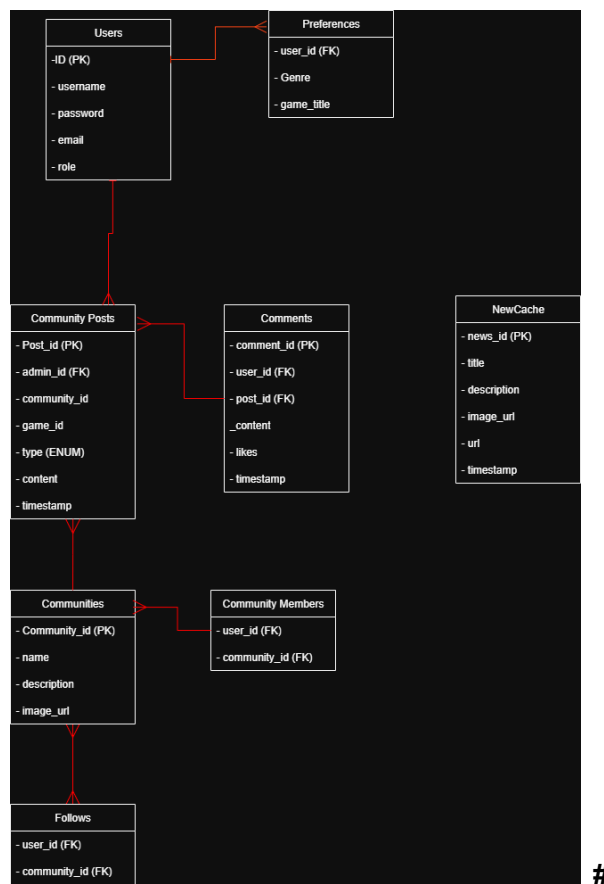 Users
-ID (PK)
- username
- password
- email
- role
Preferences
- user_id (FK)
- Genre
- game_title
Community Posts
- Post_id (PK)
- admin_id (FK)
- community_id
- game_id
- type (ENUM)
- content
- timestamp
Comments
- comment_id (PK)
- user_id (FK)
- post_id (FK)
_content
- likes
- timestamp
NewCache
- news_id (PK)
- title
- description
- image_url
- url
- timestamp
Communities
- Community_id (PK)
- name
- description
- image_url
Community Members
- user_id (FK)
- community_id (FK)
Follows
- user_id (FK)
- community_id (FK)
#